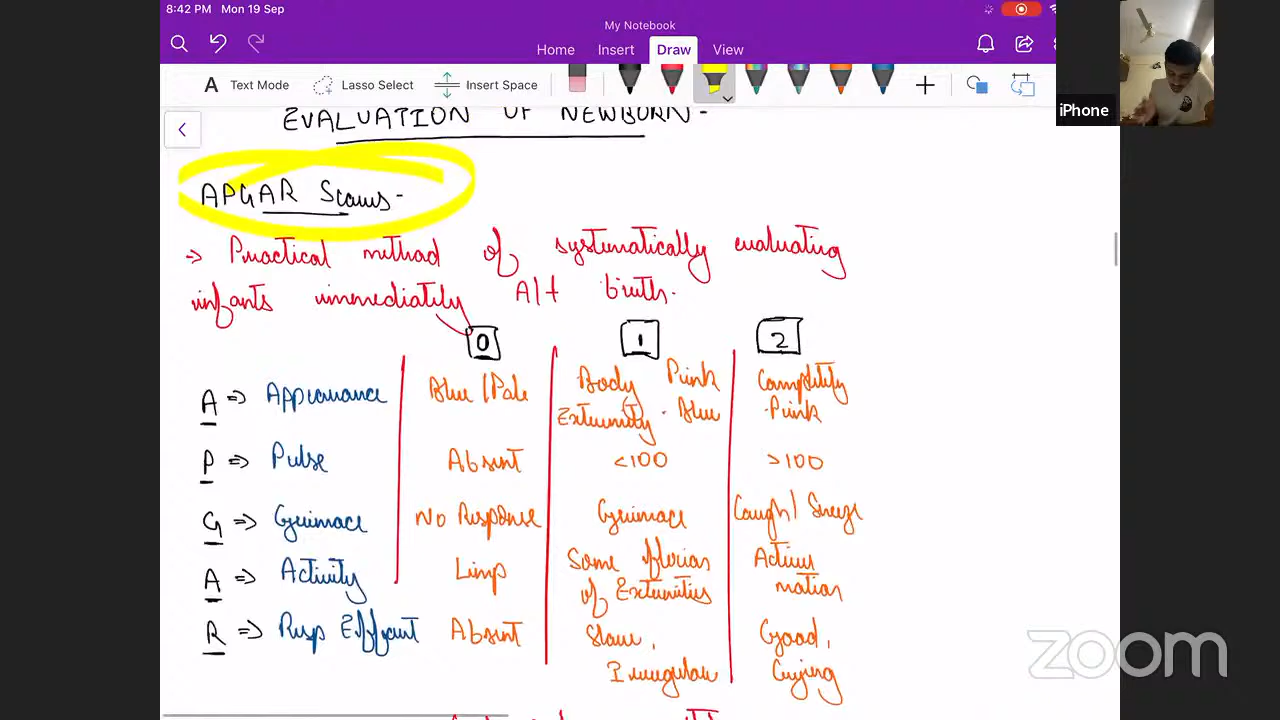 8:42 PM Mon 19 Sep
My Notebook
Home Insert Draw View
A Text Mode Lasso Select Insert Space
iPhone
EVALUATION OF NEWBORN -
APGAR Scores -
→ Practical method of systematically evaluating
infants immediately Aft birth.
0 1 2
A => Appearance Blue / Pale Body Pink Completely
Extremity - Blue Pink
P => Pulse Absent <100 >100
G => Grimace No Response Grimace Cough / Sneeze
A => Activity Limp Some flexion Active
of Extremities motion
R => Resp Effort Absent Slow, Good,
Irregular Crying
zoom